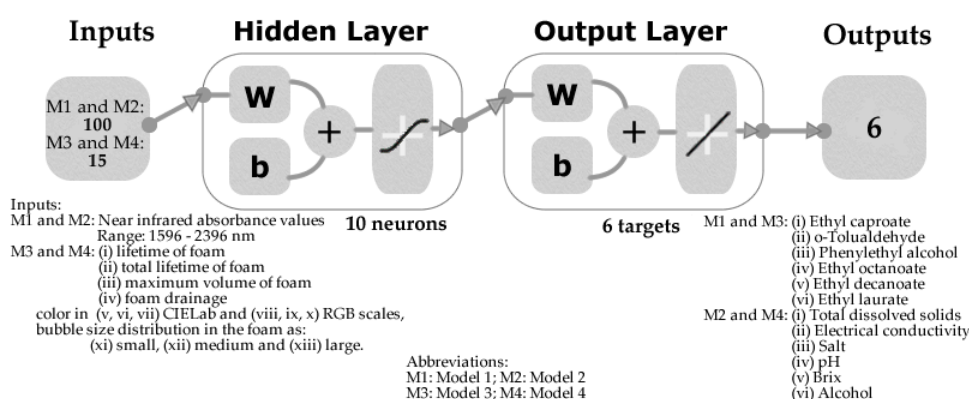 Inputs
Hidden Layer
Output Layer
Outputs
M1 and M2:
100
M3 and M4:
15
W
b
+
W
b
+
6
10 neurons
6 targets
Inputs:
M1 and M2: Near infrared absorbance values
Range: 1596 - 2396 nm
M3 and M4: (i) lifetime of foam
(ii) total lifetime of foam
(iii) maximum volume of foam
(iv) foam drainage
color in (v, vi, vii) CIELab and (viii, ix, x) RGB scales,
bubble size distribution in the foam as:
(xi) small, (xii) medium and (xiii) large.
Abbreviations:
M1: Model 1; M2: Model 2
M3: Model 3; M4: Model 4
M1 and M3: (i) Ethyl caproate
(ii) o-Tolualdehyde
(iii) Phenylethyl alcohol
(iv) Ethyl octanoate
(v) Ethyl decanoate
(vi) Ethyl laurate
M2 and M4: (i) Total dissolved solids
(ii) Electrical conductivity
(iii) Salt
(iv) pH
(v) Brix
(vi) Alcohol